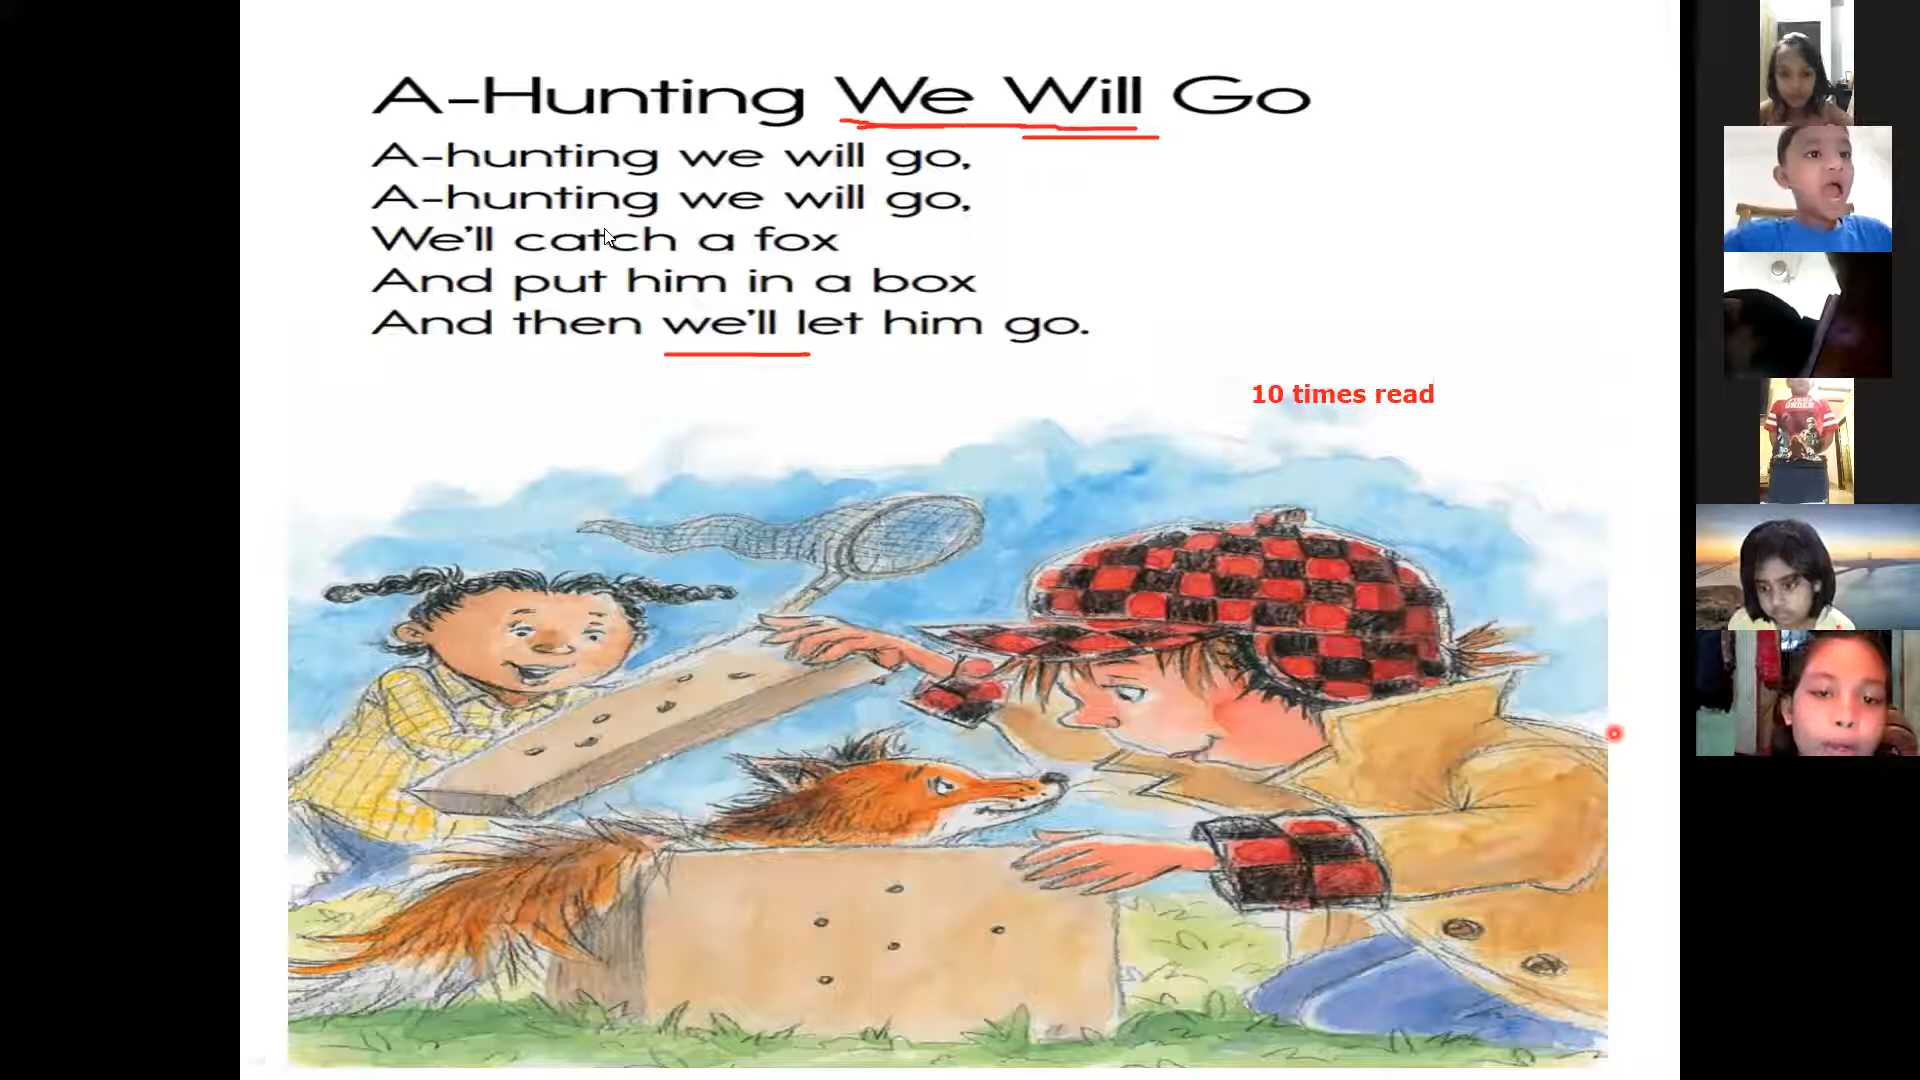 A-Hunting We Will Go
A-hunting we will go,
A-hunting we will go,
We'll catch a fox
And put him in a box
And then we'll let him go.
10 times read